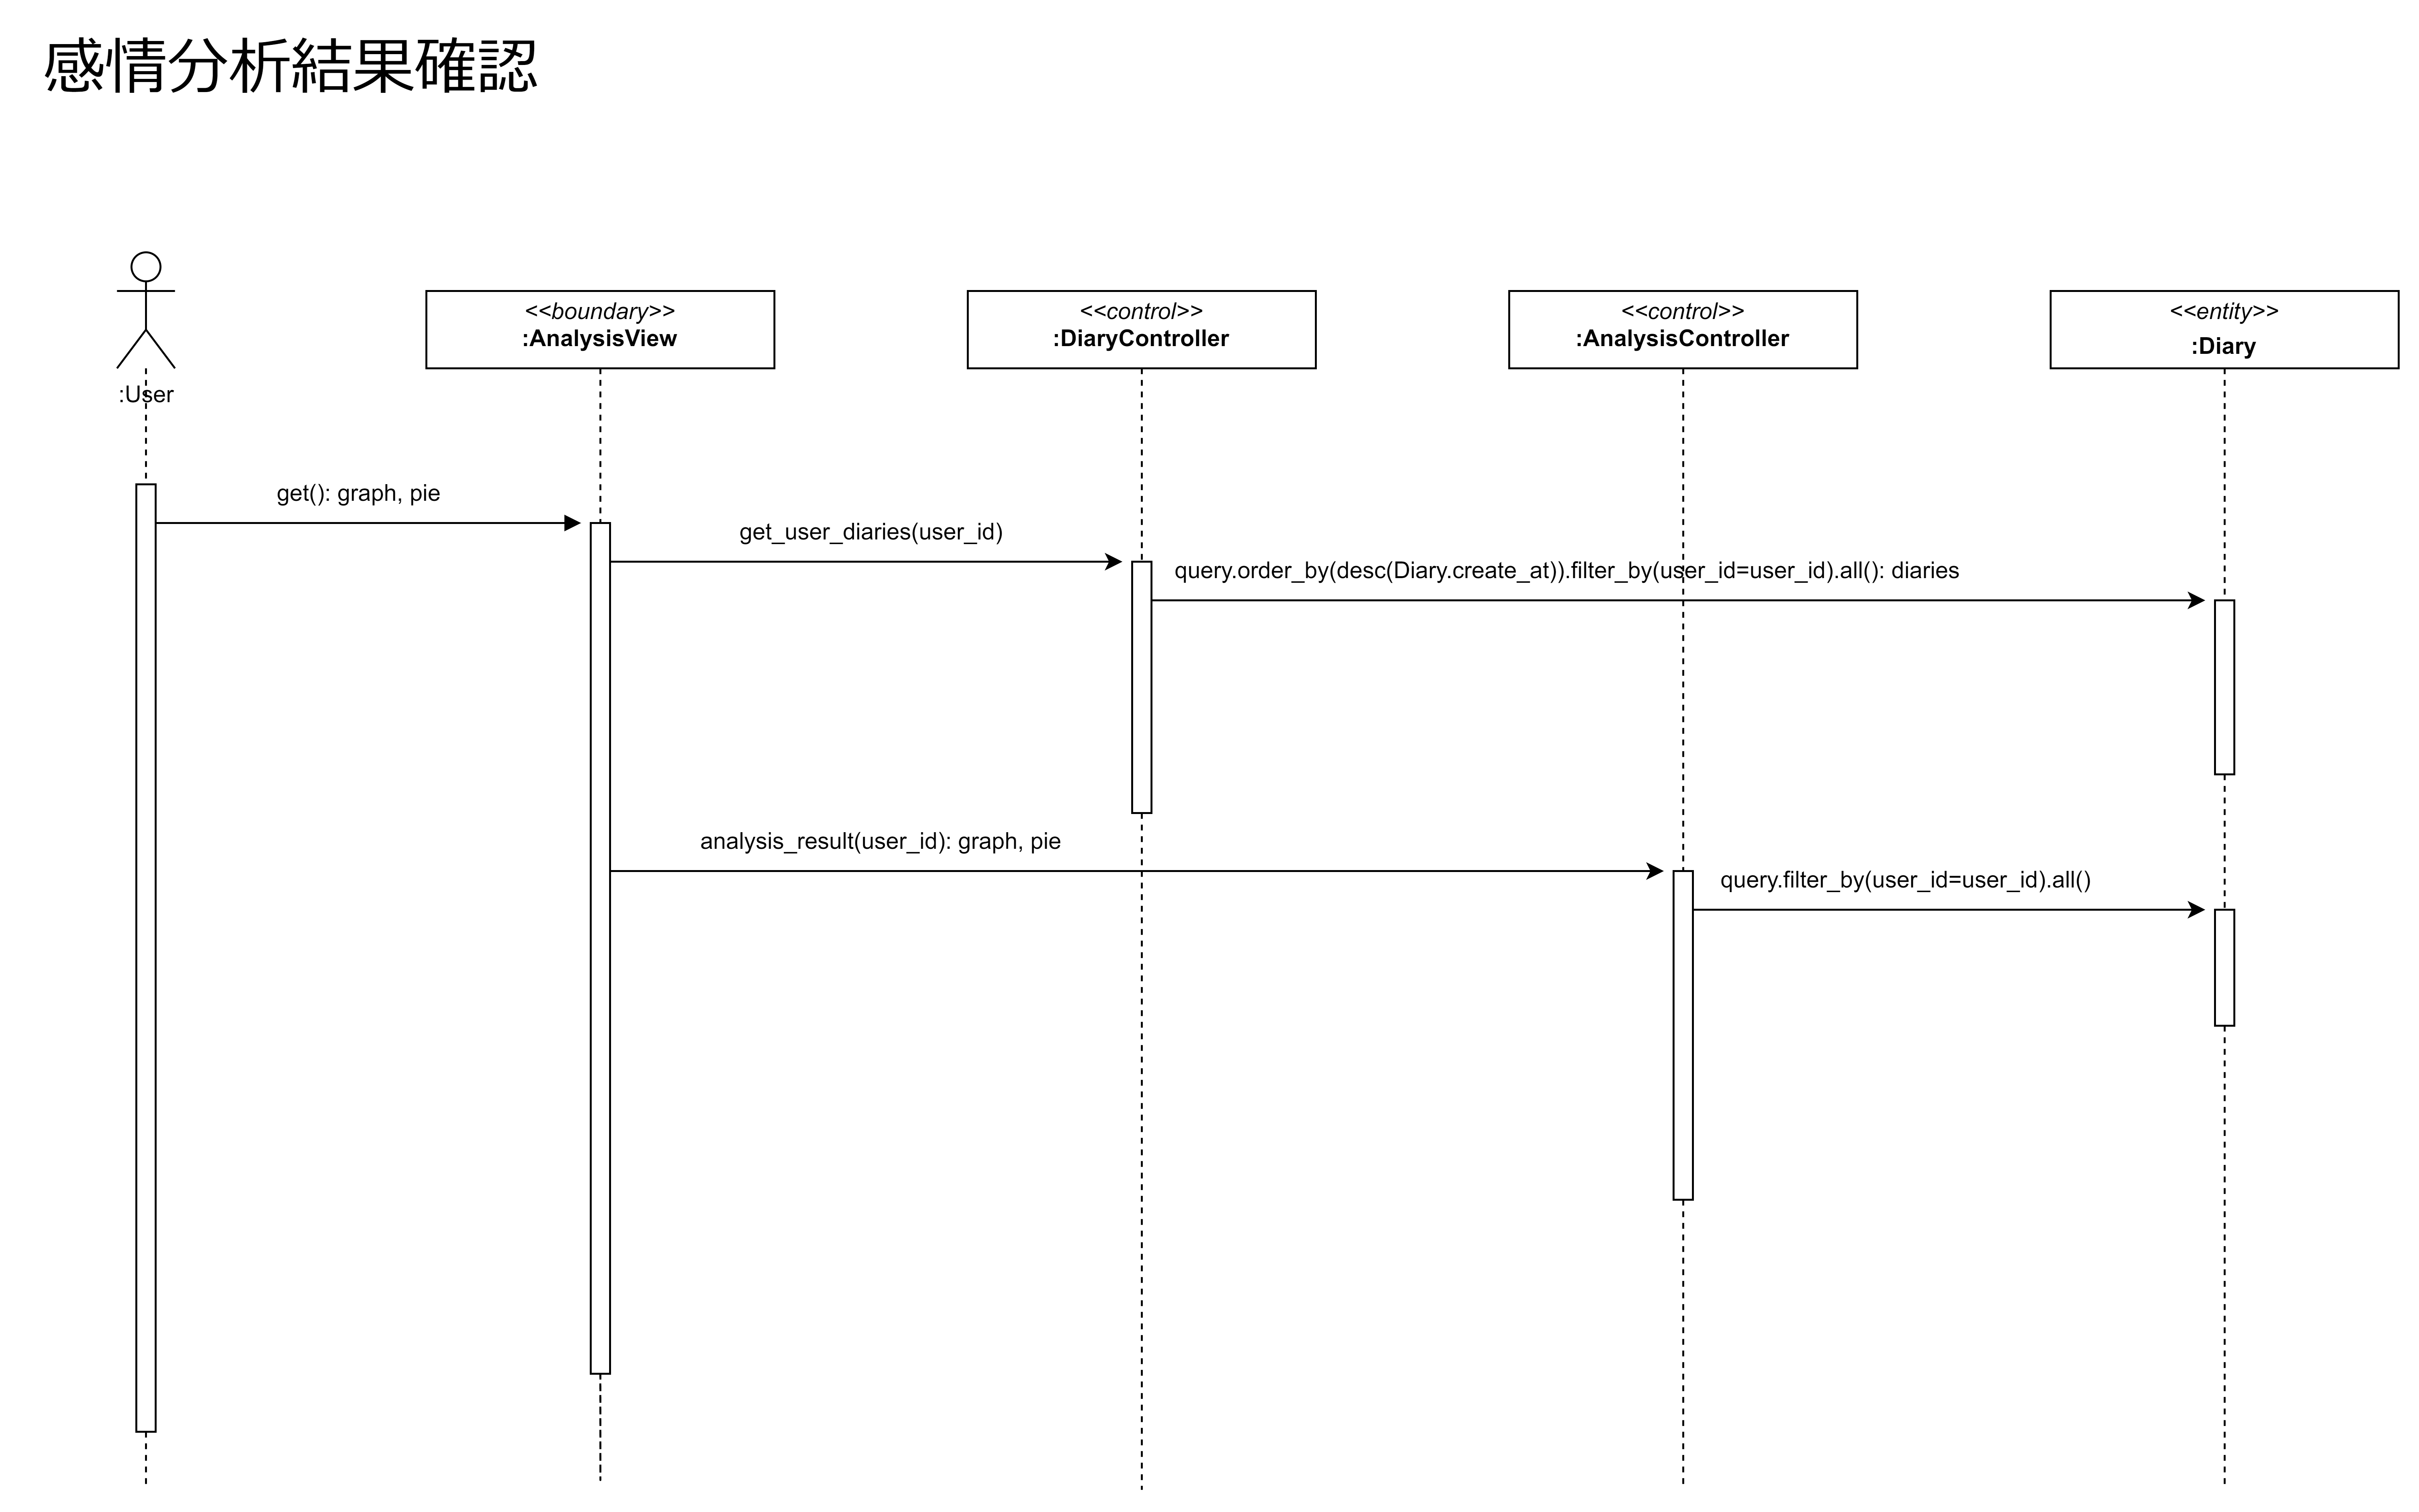 感情分析結果確認
:User
<<boundary>>
:AnalysisView
<<control>>
:DiaryController
<<control>>
:AnalysisController
<<entity>>
:Diary
get(): graph, pie
get_user_diaries(user_id)
query.order_by(desc(Diary.create_at)).filter_by(user_id=user_id).all(): diaries
analysis_result(user_id): graph, pie
query.filter_by(user_id=user_id).all()